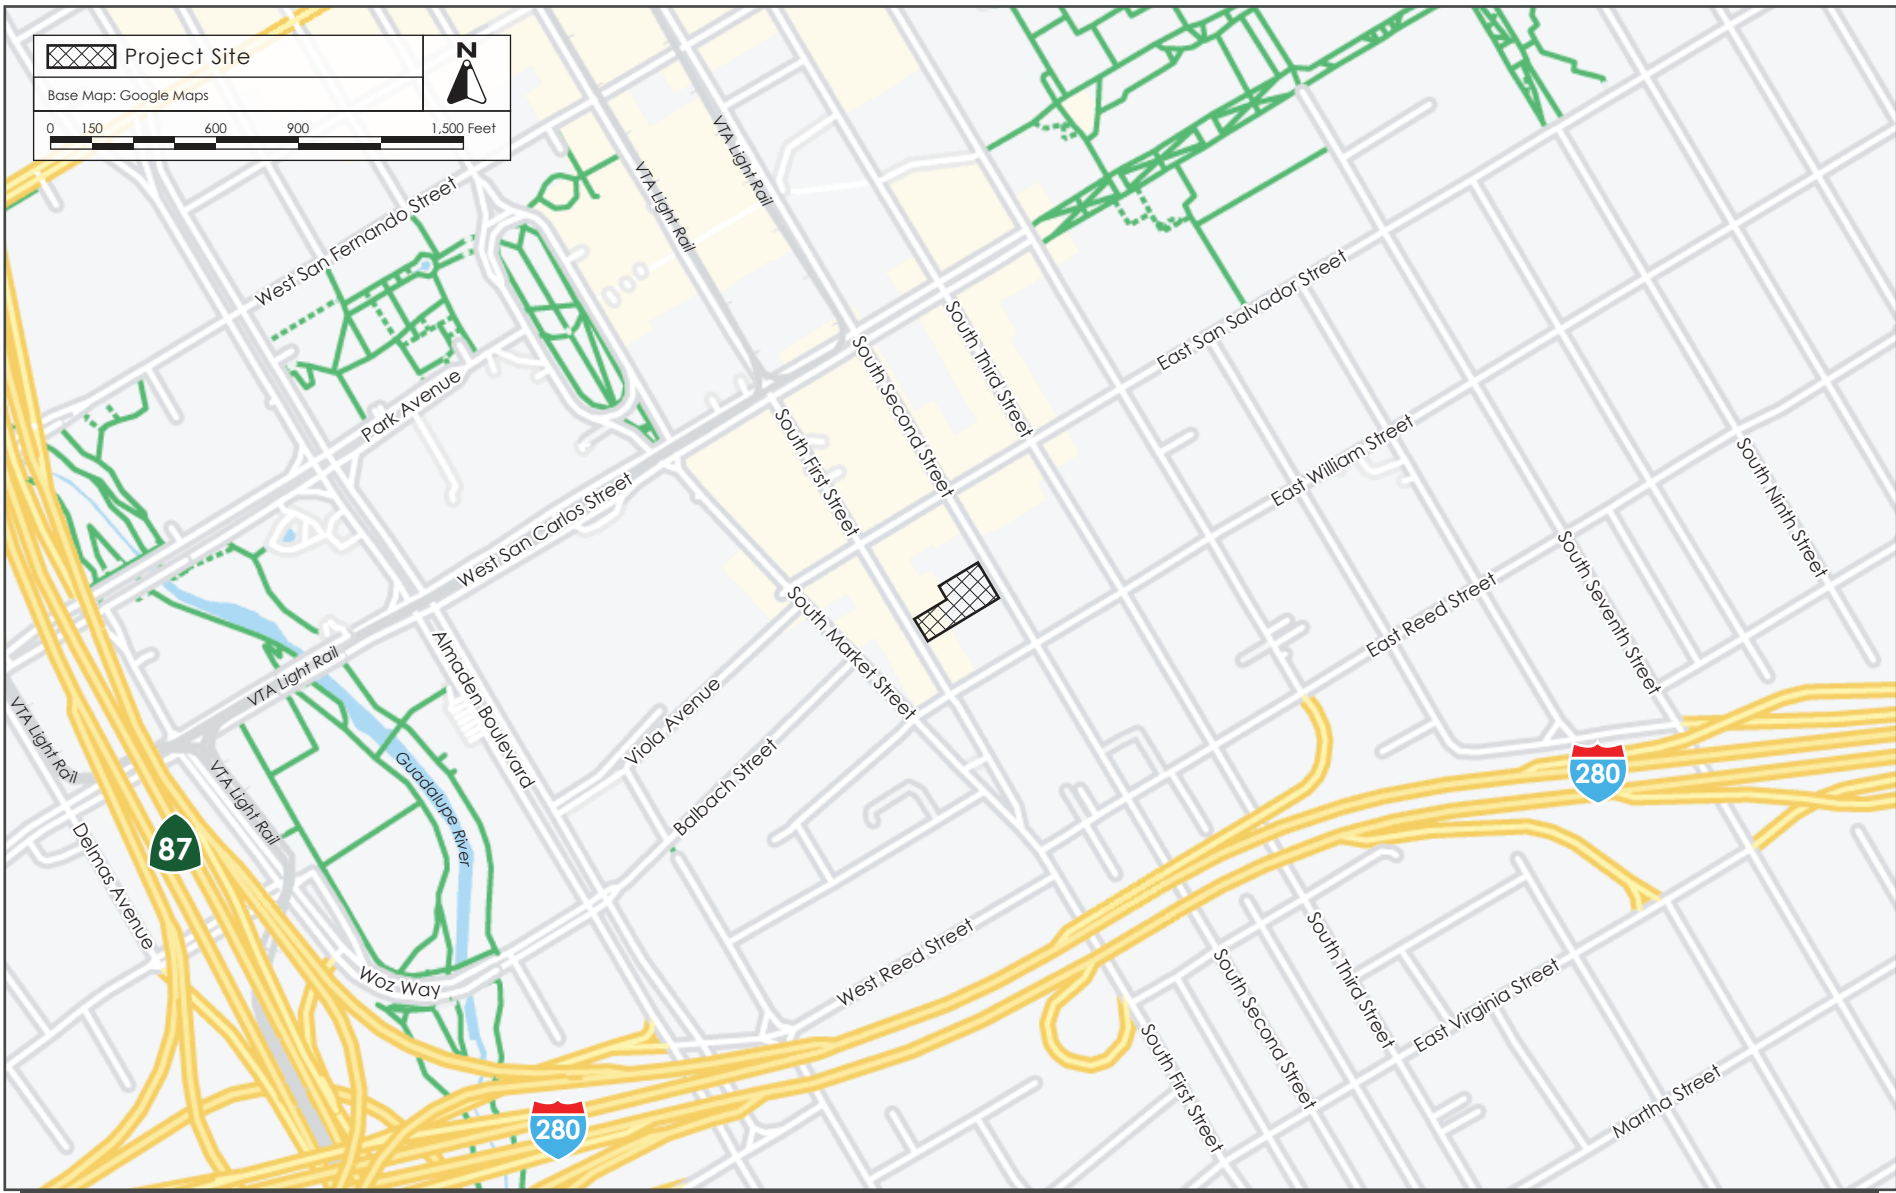 Project Site
N
Base Map: Google Maps
0 150 600 900 1,500 Feet
VTA Light Rail
VTA Light Rail
West San Fernando Street
East San Salvador Street
South Third Street
South Second Street
Park Avenue
South First Street
East William Street
South Ninth Street
West San Carlos Street
South Seventh Street
East Reed Street
South Market Street
Almaden Boulevard
VTA Light Rail
VTA Light Rail
Viola Avenue
Balbach Street
Guadalupe River
VTA Light Rail
280
87
Delmas Avenue
West Reed Street
Woz Way
South Third Street
South Second Street
East Virginia Street
South First Street
Martha Street
280